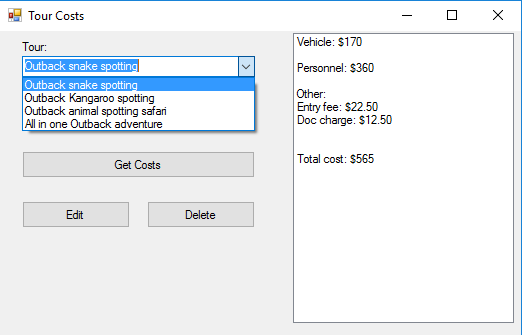 Tour Costs
Tour:
Outback snake spotting
Outback snake spotting
Outback Kangaroo spotting
Outback animal spotting safari
All in one Outback adventure
Get Costs
Edit
Delete
Vehicle: $170
Personnel: $360
Other:
Entry fee: $22.50
Doc charge: $12.50
Total cost: $565